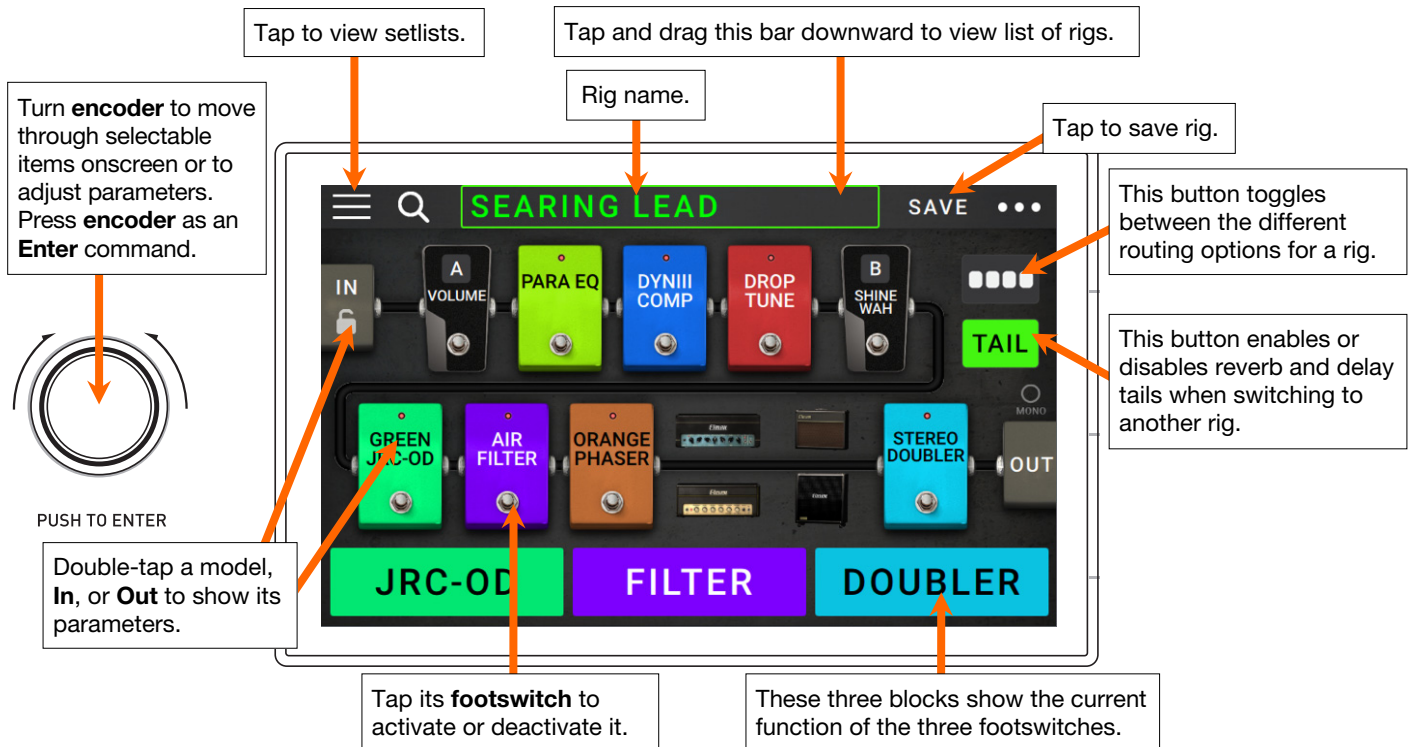 Tap to view setlists.
Tap and drag this bar downward to view list of rigs.
Rig name.
Tap to save rig.
Turn encoder to move
through selectable
items onscreen or to
adjust parameters.
Press encoder as an
Enter command.
This button toggles
between the different
routing options for a
rig.
SEARING LEAD
SAVE
IN
A
VOLUME
PARA EQ
DYNIII
COMP
DROP
TUNE
B
SHINE
WAH
TAIL
This button enables or
disables reverb and delay
tails when switching to
another rig.
MONO
GREEN
JRC-OD
AIR
FILTER
ORANGE
PHASER
STEREO
DOUBLER
OUT
PUSH TO ENTER
Double-tap a model,
In, or Out to show its
parameters.
JRC-OD
FILTER
DOUBLER
Tap its footswitch to
activate or deactivate it.
These three blocks show the current
function of the three footswitches.